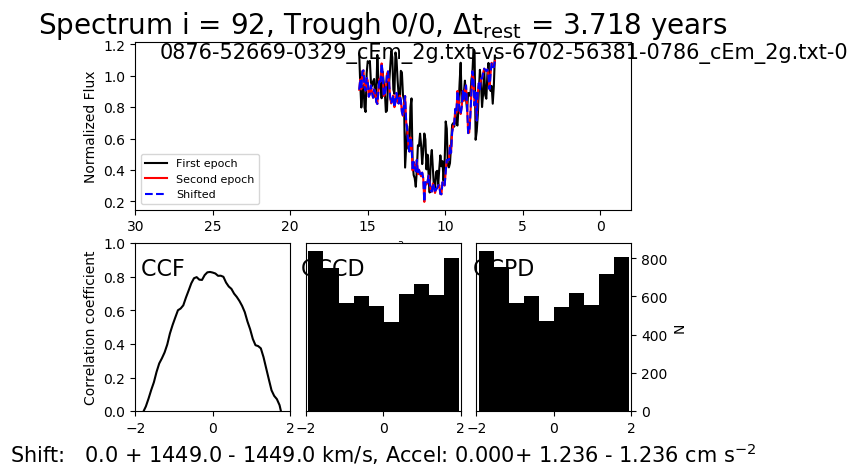 Spectrum i = 92, Trough 0/0, Δt_rest = 3.718 years
0876-52669-0329_cEm_2g.txt-vs-6702-56381-0786_cEm_2g.txt-0
Normalized Flux
1.2
1.0
0.8
0.6
0.4
0.2
First epoch
Second epoch
Shifted
30 25 20 15 10 5 0
Correlation coefficient
1.0
0.8
0.6
0.4
0.2
0.0
CCF
CCCD
CCPD
800
600
400
200
0
N
−2 0 2
−2 0 2
−2 0 2
Shift: 0.0 + 1449.0 - 1449.0 km/s, Accel: 0.000+ 1.236 - 1.236 cm s⁻²